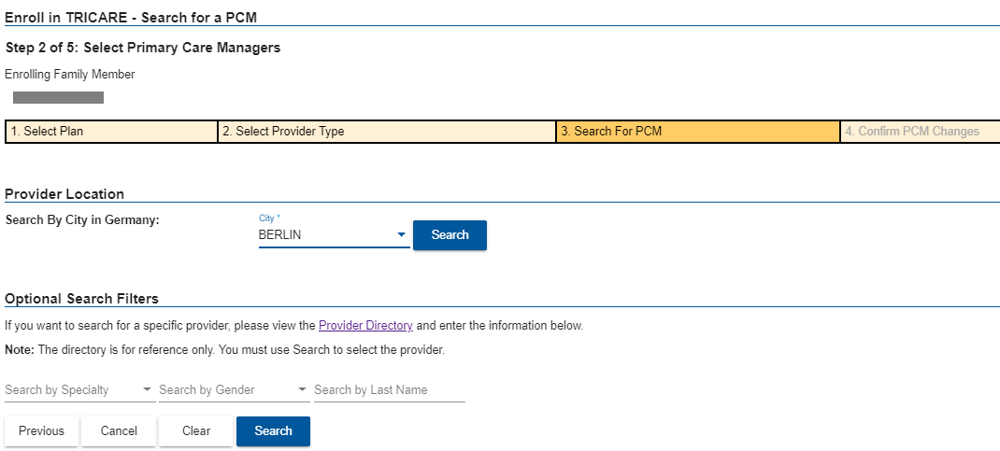 Enroll in TRICARE - Search for a PCM
Step 2 of 5: Select Primary Care Managers
Enrolling Family Member
1. Select Plan
2. Select Provider Type
3. Search For PCM
4. Confirm PCM Changes
Provider Location
Search By City in Germany:
City *
BERLIN
Search
Optional Search Filters
If you want to search for a specific provider, please view the Provider Directory and enter the information below.
Note: The directory is for reference only. You must use Search to select the provider.
Search by Specialty
Search by Gender
Search by Last Name
Previous
Cancel
Clear
Search